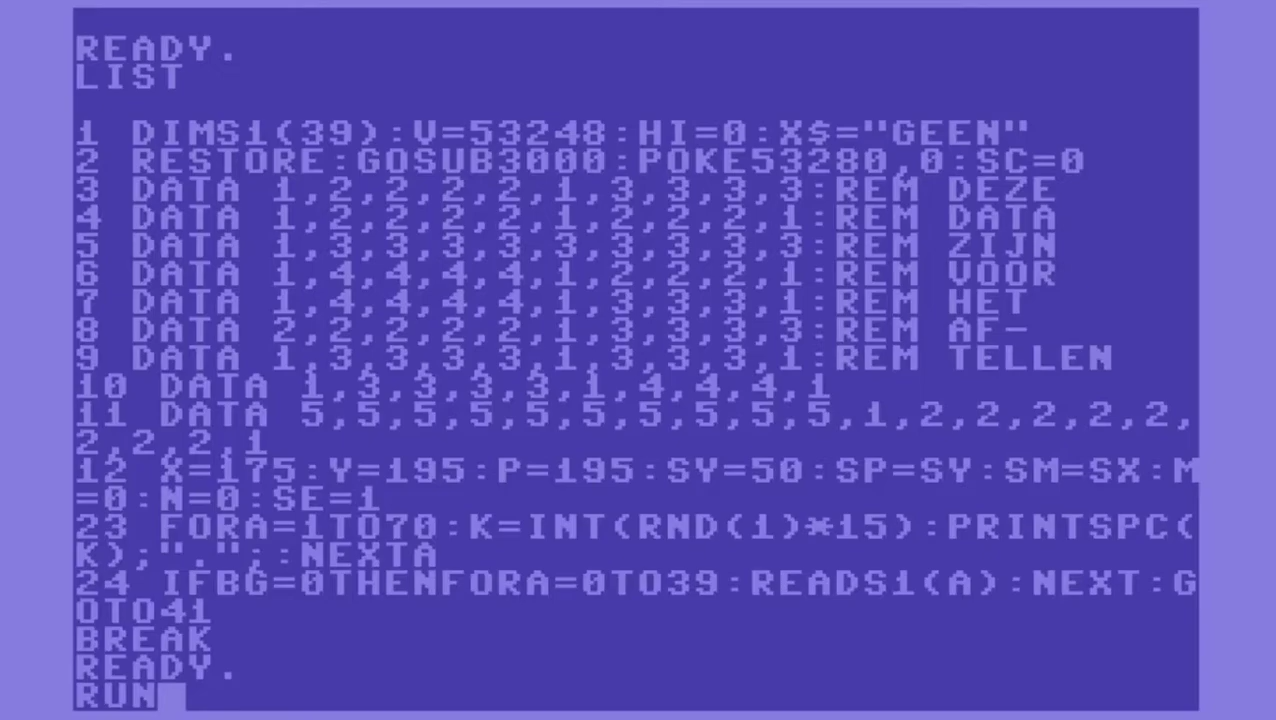 READY.
LIST
1 DIMS1(39):V=53248:HI=0:X$="GEEN"
2 RESTORE:GOSUB3000:POKE53280,0:SC=0
3 DATA 1,2,2,2,2,1,3,3,3,3:REM DEZE
4 DATA 1,2,2,2,2,1,2,2,2,1:REM DATA
5 DATA 1,3,3,3,3,3,3,3,3,3:REM ZIJN
6 DATA 1,4,4,4,4,1,2,2,2,1:REM VOOR
7 DATA 1,4,4,4,4,1,3,3,3,1:REM HET
8 DATA 2,2,2,2,2,1,3,3,3,3:REM AF-
9 DATA 1,3,3,3,3,1,3,3,3,1:REM TELLEN
10 DATA 1,3,3,3,3,1,4,4,4,1
11 DATA 5,5,5,5,5,5,5,5,5,5,1,2,2,2,2,2,
2,2,2,1
12 X=175:Y=195:P=195:SY=50:SP=SY:SM=SX:M
=0:N=0:SE=1
23 FORA=1TO70:K=INT(RND(1)*15):PRINTSPC(
K);".";:NEXTA
24 IFBG=0THENFORA=0TO39:READS1(A):NEXT:G
OTO41
BREAK
READY.
RUN